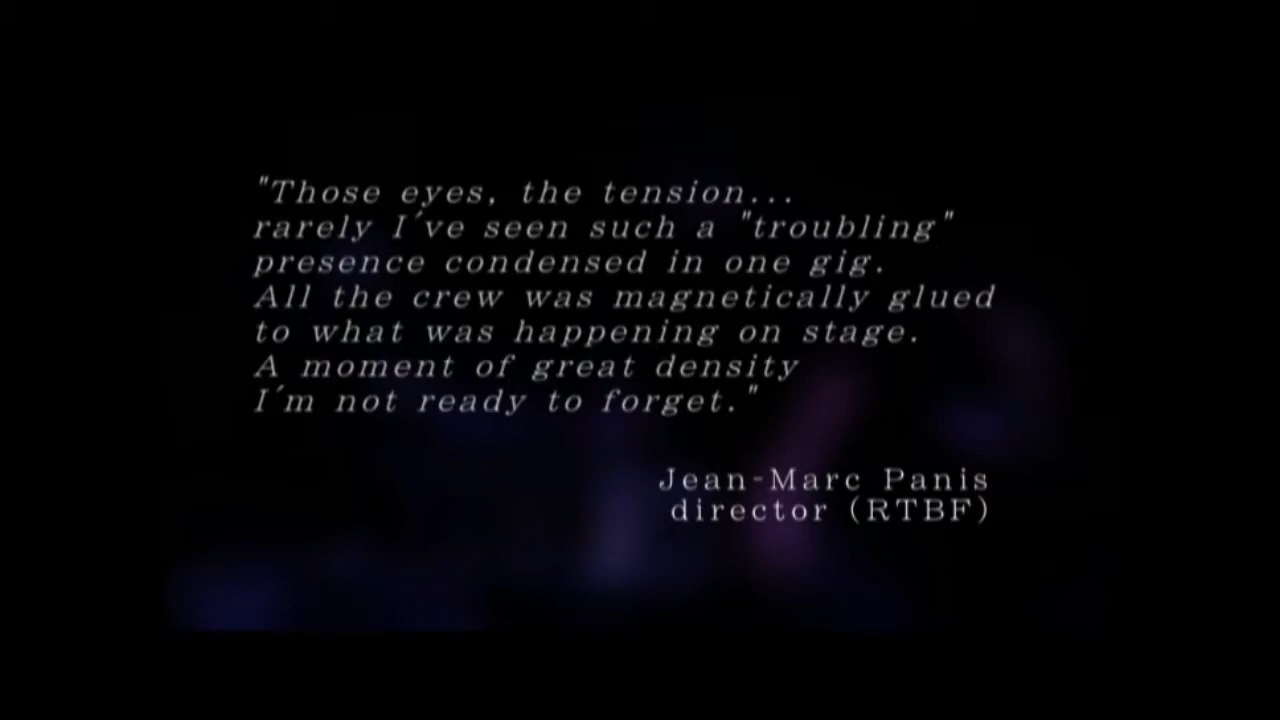 "Those eyes, the tension...
rarely I´ve seen such a "troubling"
presence condensed in one gig.
All the crew was magnetically glued
to what was happening on stage.
A moment of great density
I´m not ready to forget."
Jean-Marc Panis
director (RTBF)